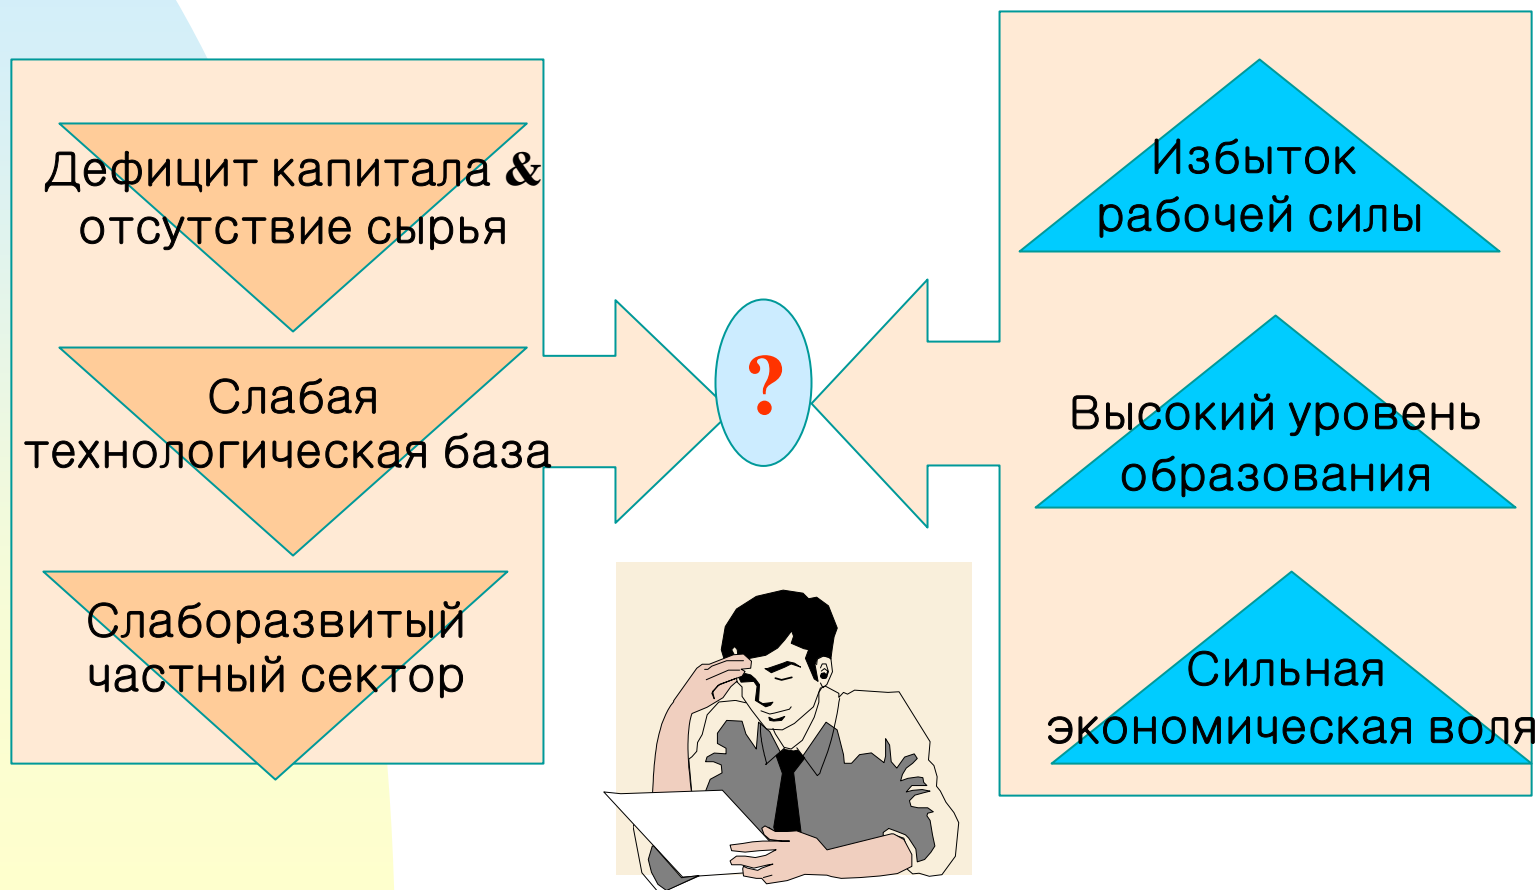 Дефицит капитала &
отсутствие сырья
Слабая
технологическая база
Слаборазвитый
частный сектор
?
Избыток
рабочей силы
Высокий уровень
образования
Сильная
экономическая воля